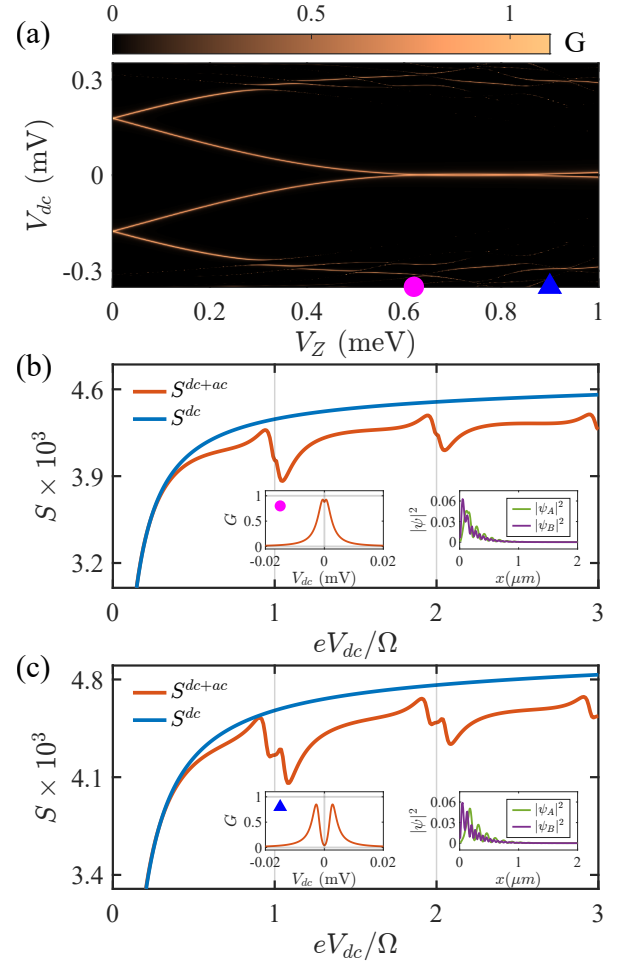 (a)
0 0.5 1
G
0.3
0
-0.3
V_dc (mV)
0 0.2 0.4 0.6 0.8 1
V_Z (meV)
(b)
4.6
3.9
3.2
S × 10³
S^{dc+ac}
S^{dc}
1
0.5
0
G
-0.02 0 0.02
V_dc (mV)
0.06
0.03
0.00
|ψ|²
|ψ_A|²
|ψ_B|²
0 1 2
x(μm)
0 1 2 3
eV_dc/Ω
(c)
4.8
4.1
3.4
S × 10³
S^{dc+ac}
S^{dc}
1
0.5
0
G
-0.02 0 0.02
V_dc (mV)
0.06
0.03
0.00
|ψ|²
|ψ_A|²
|ψ_B|²
0 1 2
x(μm)
0 1 2 3
eV_dc/Ω